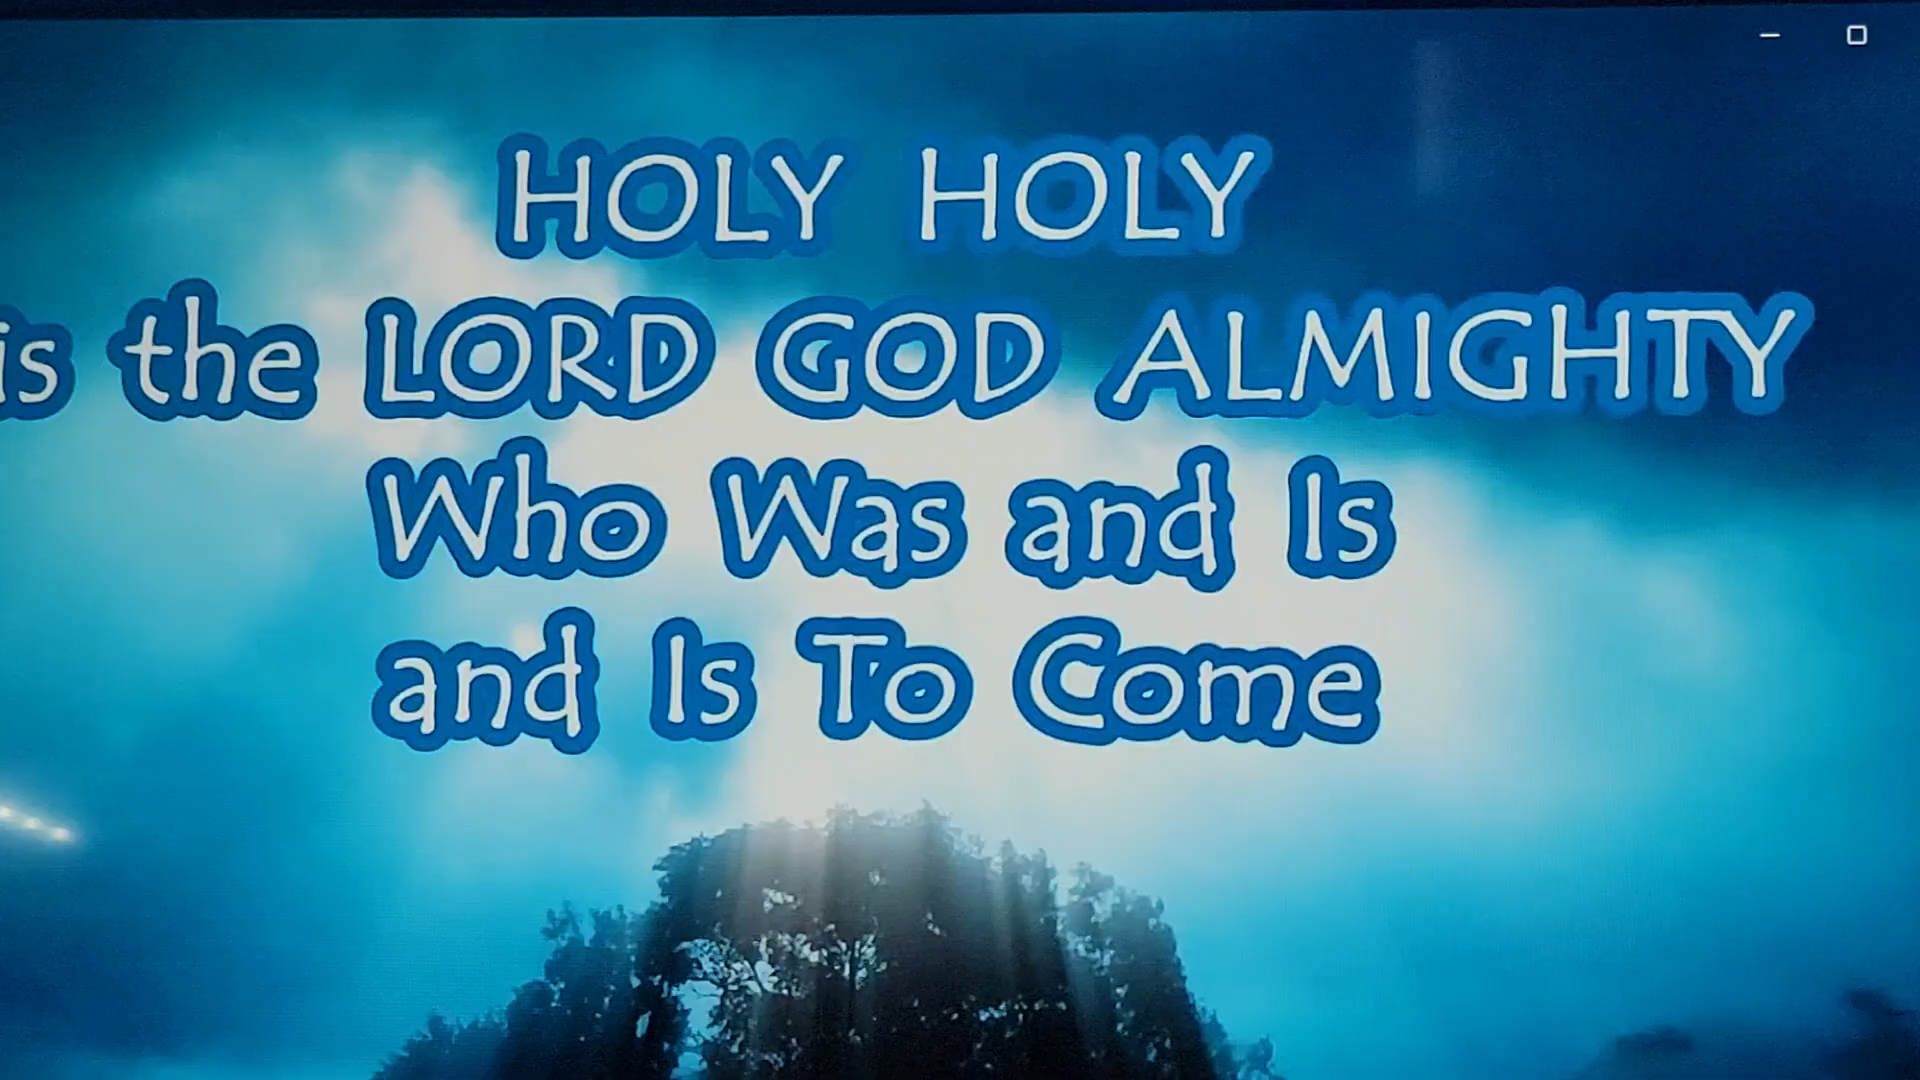 HOLY HOLY
is the LORD GOD ALMIGHTY
Who Was and Is
and Is To Come